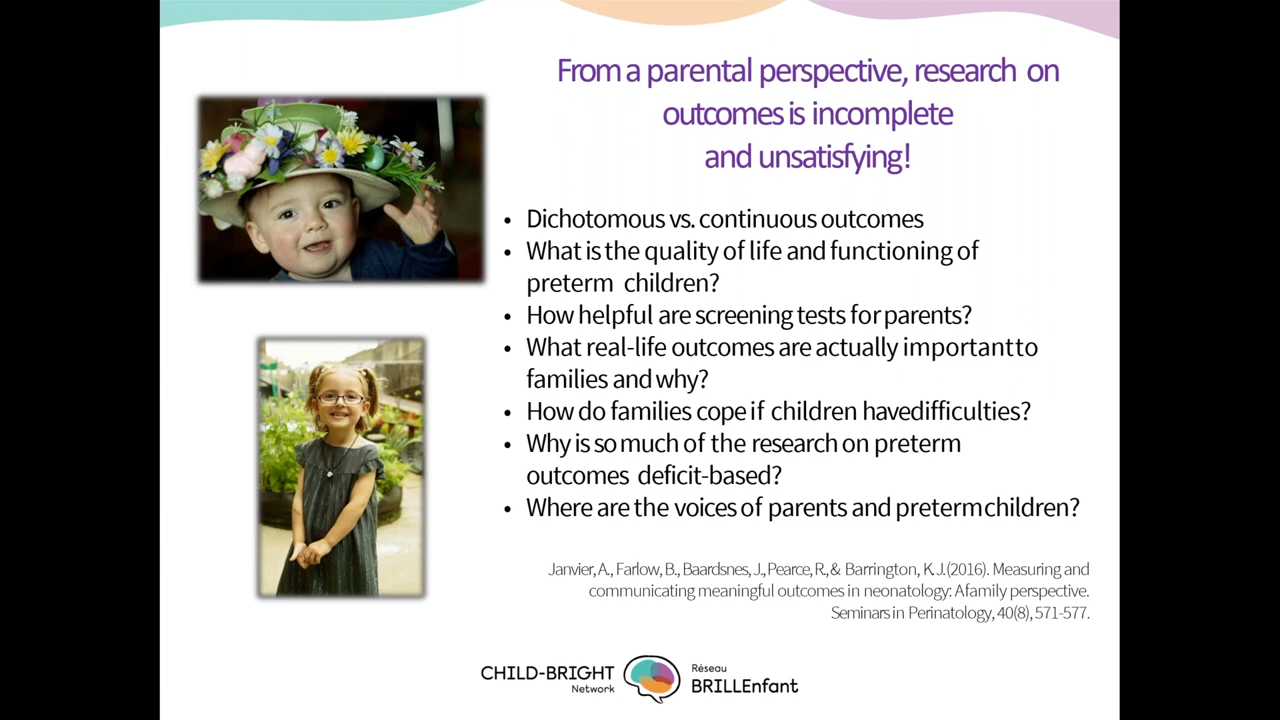 From a parental perspective, research on
outcomes is incomplete
and unsatisfying!
• Dichotomous vs. continuous outcomes
• What is the quality of life and functioning of
preterm children?
• How helpful are screening tests for parents?
• What real-life outcomes are actually important to
families and why?
• How do families cope if children have difficulties?
• Why is so much of the research on preterm
outcomes deficit-based?
• Where are the voices of parents and preterm children?
Janvier, A., Farlow, B., Baardsnes, J., Pearce, R., & Barrington, K.J. (2016). Measuring and
communicating meaningful outcomes in neonatology: A family perspective.
Seminars in Perinatology, 40(8), 571-577.
CHILD-BRIGHT
Network
Réseau
BRILLEnfant